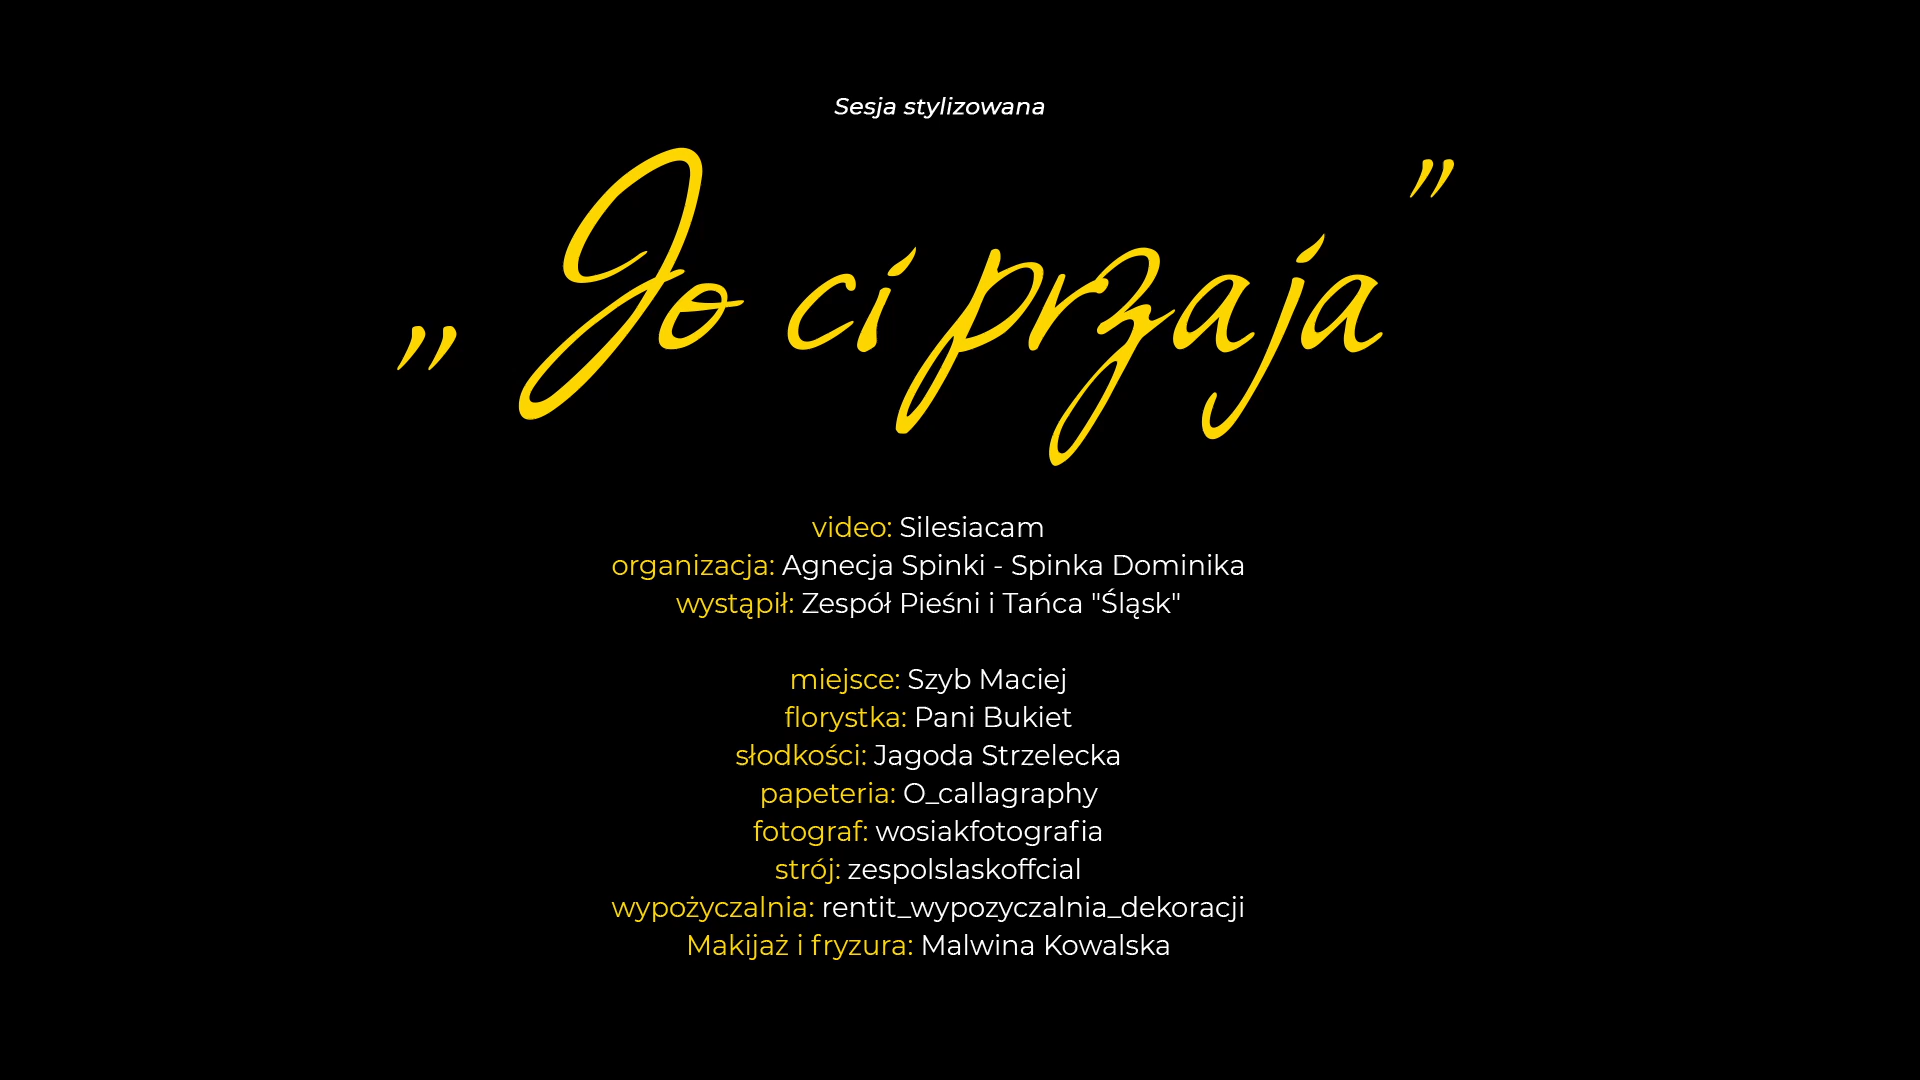 Sesja stylizowana
„ Jo ci przaja ”
video: Silesiacam
organizacja: Agnecja Spinki - Spinka Dominika
wystąpił: Zespół Pieśni i Tańca "Śląsk"
miejsce: Szyb Maciej
florystka: Pani Bukiet
słodkości: Jagoda Strzelecka
papeteria: O_callagraphy
fotograf: wosiakfotografia
strój: zespolslaskoffcial
wypożyczalnia: rentit_wypozyczalnia_dekoracji
Makijaż i fryzura: Malwina Kowalska